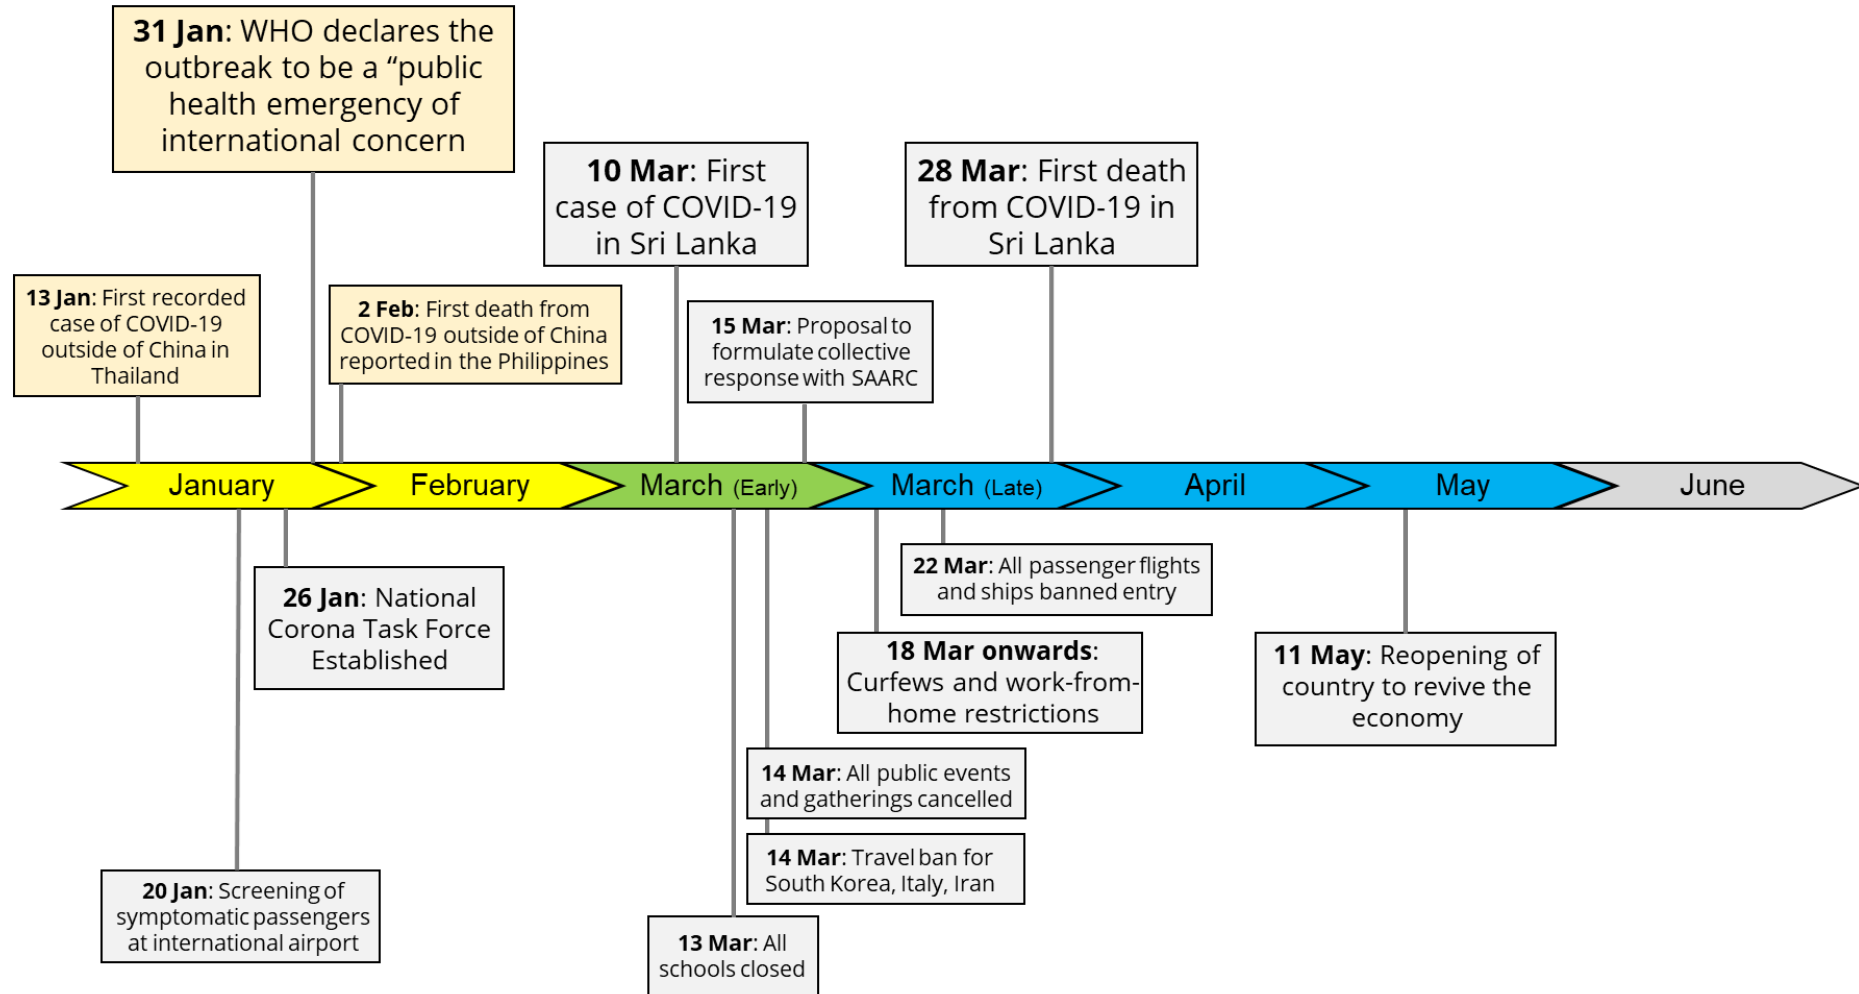 31 Jan: WHO declares the
outbreak to be a “public
health emergency of
international concern
10 Mar: First
case of COVID-19
in Sri Lanka
28 Mar: First death
from COVID-19 in
Sri Lanka
13 Jan: First recorded
case of COVID-19
outside of China in
Thailand
2 Feb: First death from
COVID-19 outside of China
reported in the Philippines
15 Mar: Proposal to
formulate collective
response with SAARC
January
February
March (Early)
March (Late)
April
May
June
22 Mar: All passenger flights
and ships banned entry
26 Jan: National
Corona Task Force
Established
18 Mar onwards:
Curfews and work-from-
home restrictions
11 May: Reopening of
country to revive the
economy
14 Mar: All public events
and gatherings cancelled
14 Mar: Travel ban for
South Korea, Italy, Iran
20 Jan: Screening of
symptomatic passengers
at international airport
13 Mar: All
schools closed